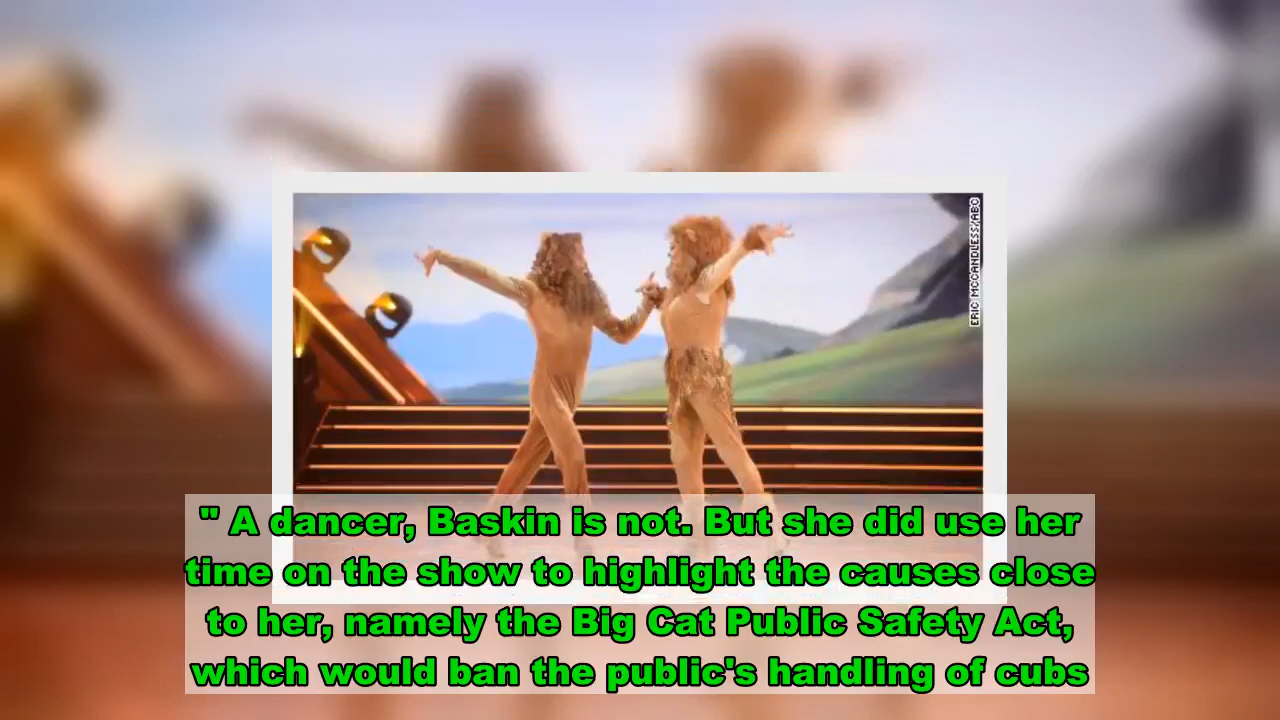 ERIC MCCANDLESS/ABC
" A dancer, Baskin is not. But she did use her
time on the show to highlight the causes close
to her, namely the Big Cat Public Safety Act,
which would ban the public's handling of cubs